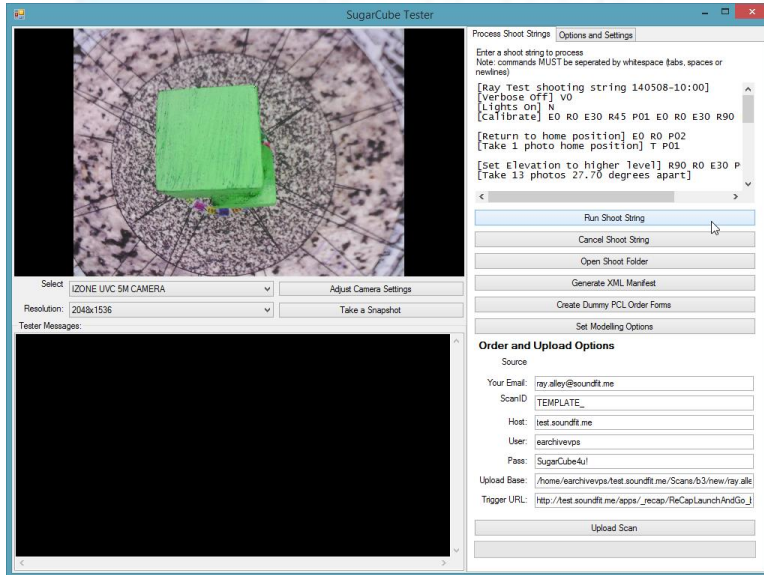 SugarCube Tester
Process Shoot Strings
Options and Settings
Enter a shoot string to process
Note: commands MUST be seperated by whitespace (tabs, spaces or
newlines)
[Ray Test shooting string 140508-10:00]
[Verbose Off] V0
[Lights On] N
[Calibrate] E0 R0 E30 R45 P01 E0 R0 E30 R90
[Return to home position] E0 R0 P02
[Take 1 photo home position] T P01
[Set Elevation to higher level] R90 R0 E30 P
[Take 13 photos 27.70 degrees apart]
Run Shoot String
Cancel Shoot String
Open Shoot Folder
Generate XML Manifest
Create Dummy PCL Order Forms
Set Modelling Options
Select
IZONE UVC 5M CAMERA
Adjust Camera Settings
Resolution:
2048x1536
Take a Snapshot
Tester Messages:
Order and Upload Options
Source
Your Email:
ray.alley@soundfit.me
ScanID
TEMPLATE_
Host:
test.soundfit.me
User:
earchivevps
Pass:
SugarCube4u!
Upload Base:
/home/earchivevps/test.soundfit.me/Scans/b3/new/ray.alle
Trigger URL:
http://test.soundfit.me/apps/_recap/ReCapLaunchAndGo_
Upload Scan